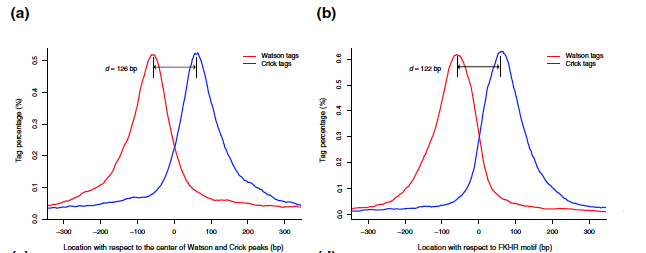 (a)
(b)
Watson tags
Crick tags
d = 126 bp
Tag percentage (%)
0.0
0.1
0.2
0.3
0.4
0.5
−300
−200
−100
0
100
200
300
Location with respect to the center of Watson and Crick peaks (bp)
Watson tags
Crick tags
d = 122 bp
Tag percentage (%)
0.0
0.1
0.2
0.3
0.4
0.5
0.6
−300
−200
−100
0
100
200
300
Location with respect to FKHR motif (bp)